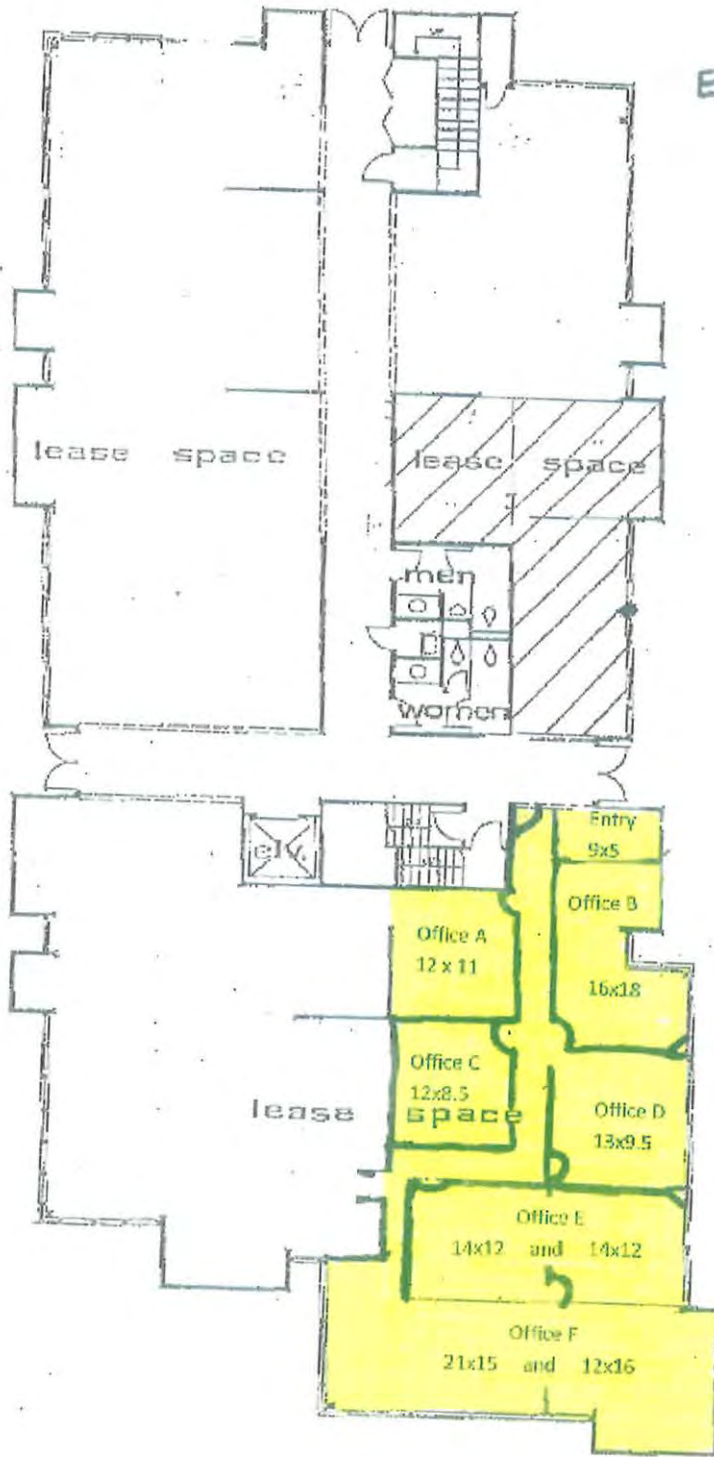 UP
E
lease space
lease space
men
women
Entry
9x5
Office B
Office A
12 x 11
16x18
Office C
12x8.5
lease space
Office D
13x9.5
Office E
14x12 and 14x12
Office F
21x15 and 12x16